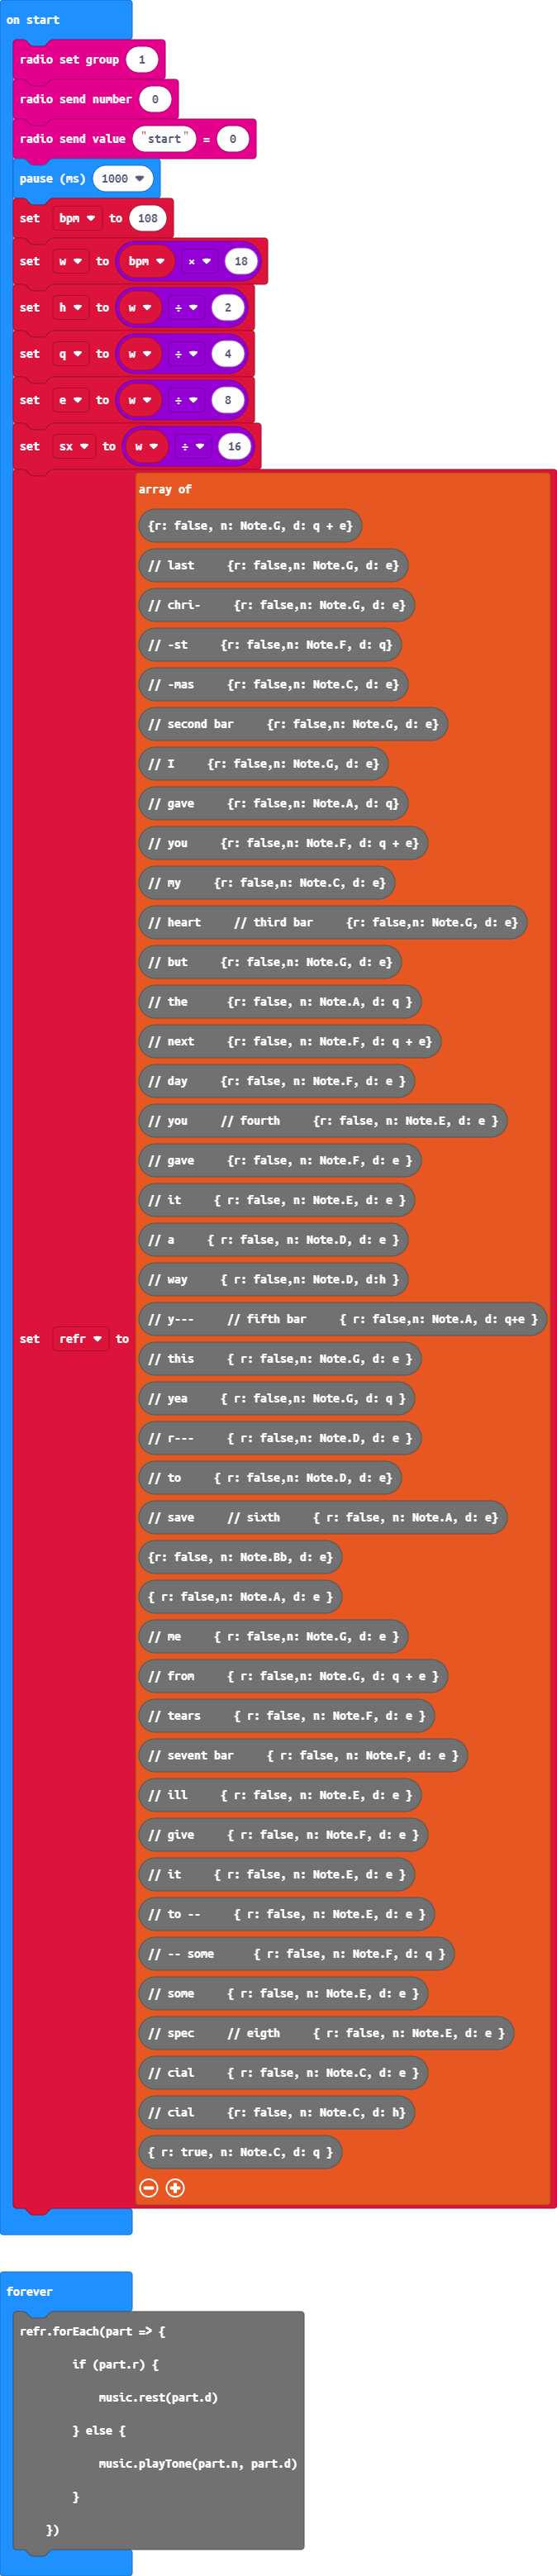 on start
radio set group 1
radio send number 0
radio send value "start" = 0
pause (ms) 1000
set bpm to 108
set w to bpm × 18
set h to w ÷ 2
set q to w ÷ 4
set e to w ÷ 8
set sx to w ÷ 16
array of
{r: false, n: Note.G, d: q + e}
// last {r: false,n: Note.G, d: e}
// chri- {r: false,n: Note.G, d: e}
// -st {r: false,n: Note.F, d: q}
// -mas {r: false,n: Note.C, d: e}
// second bar {r: false,n: Note.G, d: e}
// I {r: false,n: Note.G, d: e}
// gave {r: false,n: Note.A, d: q}
// you {r: false,n: Note.F, d: q + e}
// my {r: false,n: Note.C, d: e}
// heart // third bar {r: false,n: Note.G, d: e}
// but {r: false,n: Note.G, d: e}
// the {r: false, n: Note.A, d: q }
// next {r: false, n: Note.F, d: q + e}
// day {r: false, n: Note.F, d: e }
// you // fourth {r: false, n: Note.E, d: e }
// gave {r: false, n: Note.F, d: e }
// it { r: false, n: Note.E, d: e }
// a { r: false, n: Note.D, d: e }
// way { r: false,n: Note.D, d:h }
set refr to
// y--- // fifth bar { r: false,n: Note.A, d: q+e }
// this { r: false,n: Note.G, d: e }
// yea { r: false,n: Note.G, d: q }
// r--- { r: false,n: Note.D, d: e }
// to { r: false,n: Note.D, d: e}
// save // sixth { r: false, n: Note.A, d: e}
{r: false, n: Note.Bb, d: e}
{ r: false,n: Note.A, d: e }
// me { r: false,n: Note.G, d: e }
// from { r: false,n: Note.G, d: q + e }
// tears { r: false, n: Note.F, d: e }
// sevent bar { r: false, n: Note.F, d: e }
// ill { r: false, n: Note.E, d: e }
// give { r: false, n: Note.F, d: e }
// it { r: false, n: Note.E, d: e }
// to -- { r: false, n: Note.E, d: e }
// -- some { r: false, n: Note.F, d: q }
// some { r: false, n: Note.E, d: e }
// spec // eigth { r: false, n: Note.E, d: e }
// cial { r: false, n: Note.C, d: e }
// cial {r: false, n: Note.C, d: h}
{ r: true, n: Note.C, d: q }
forever
refr.forEach(part => {
if (part.r) {
music.rest(part.d)
} else {
music.playTone(part.n, part.d)
}
})